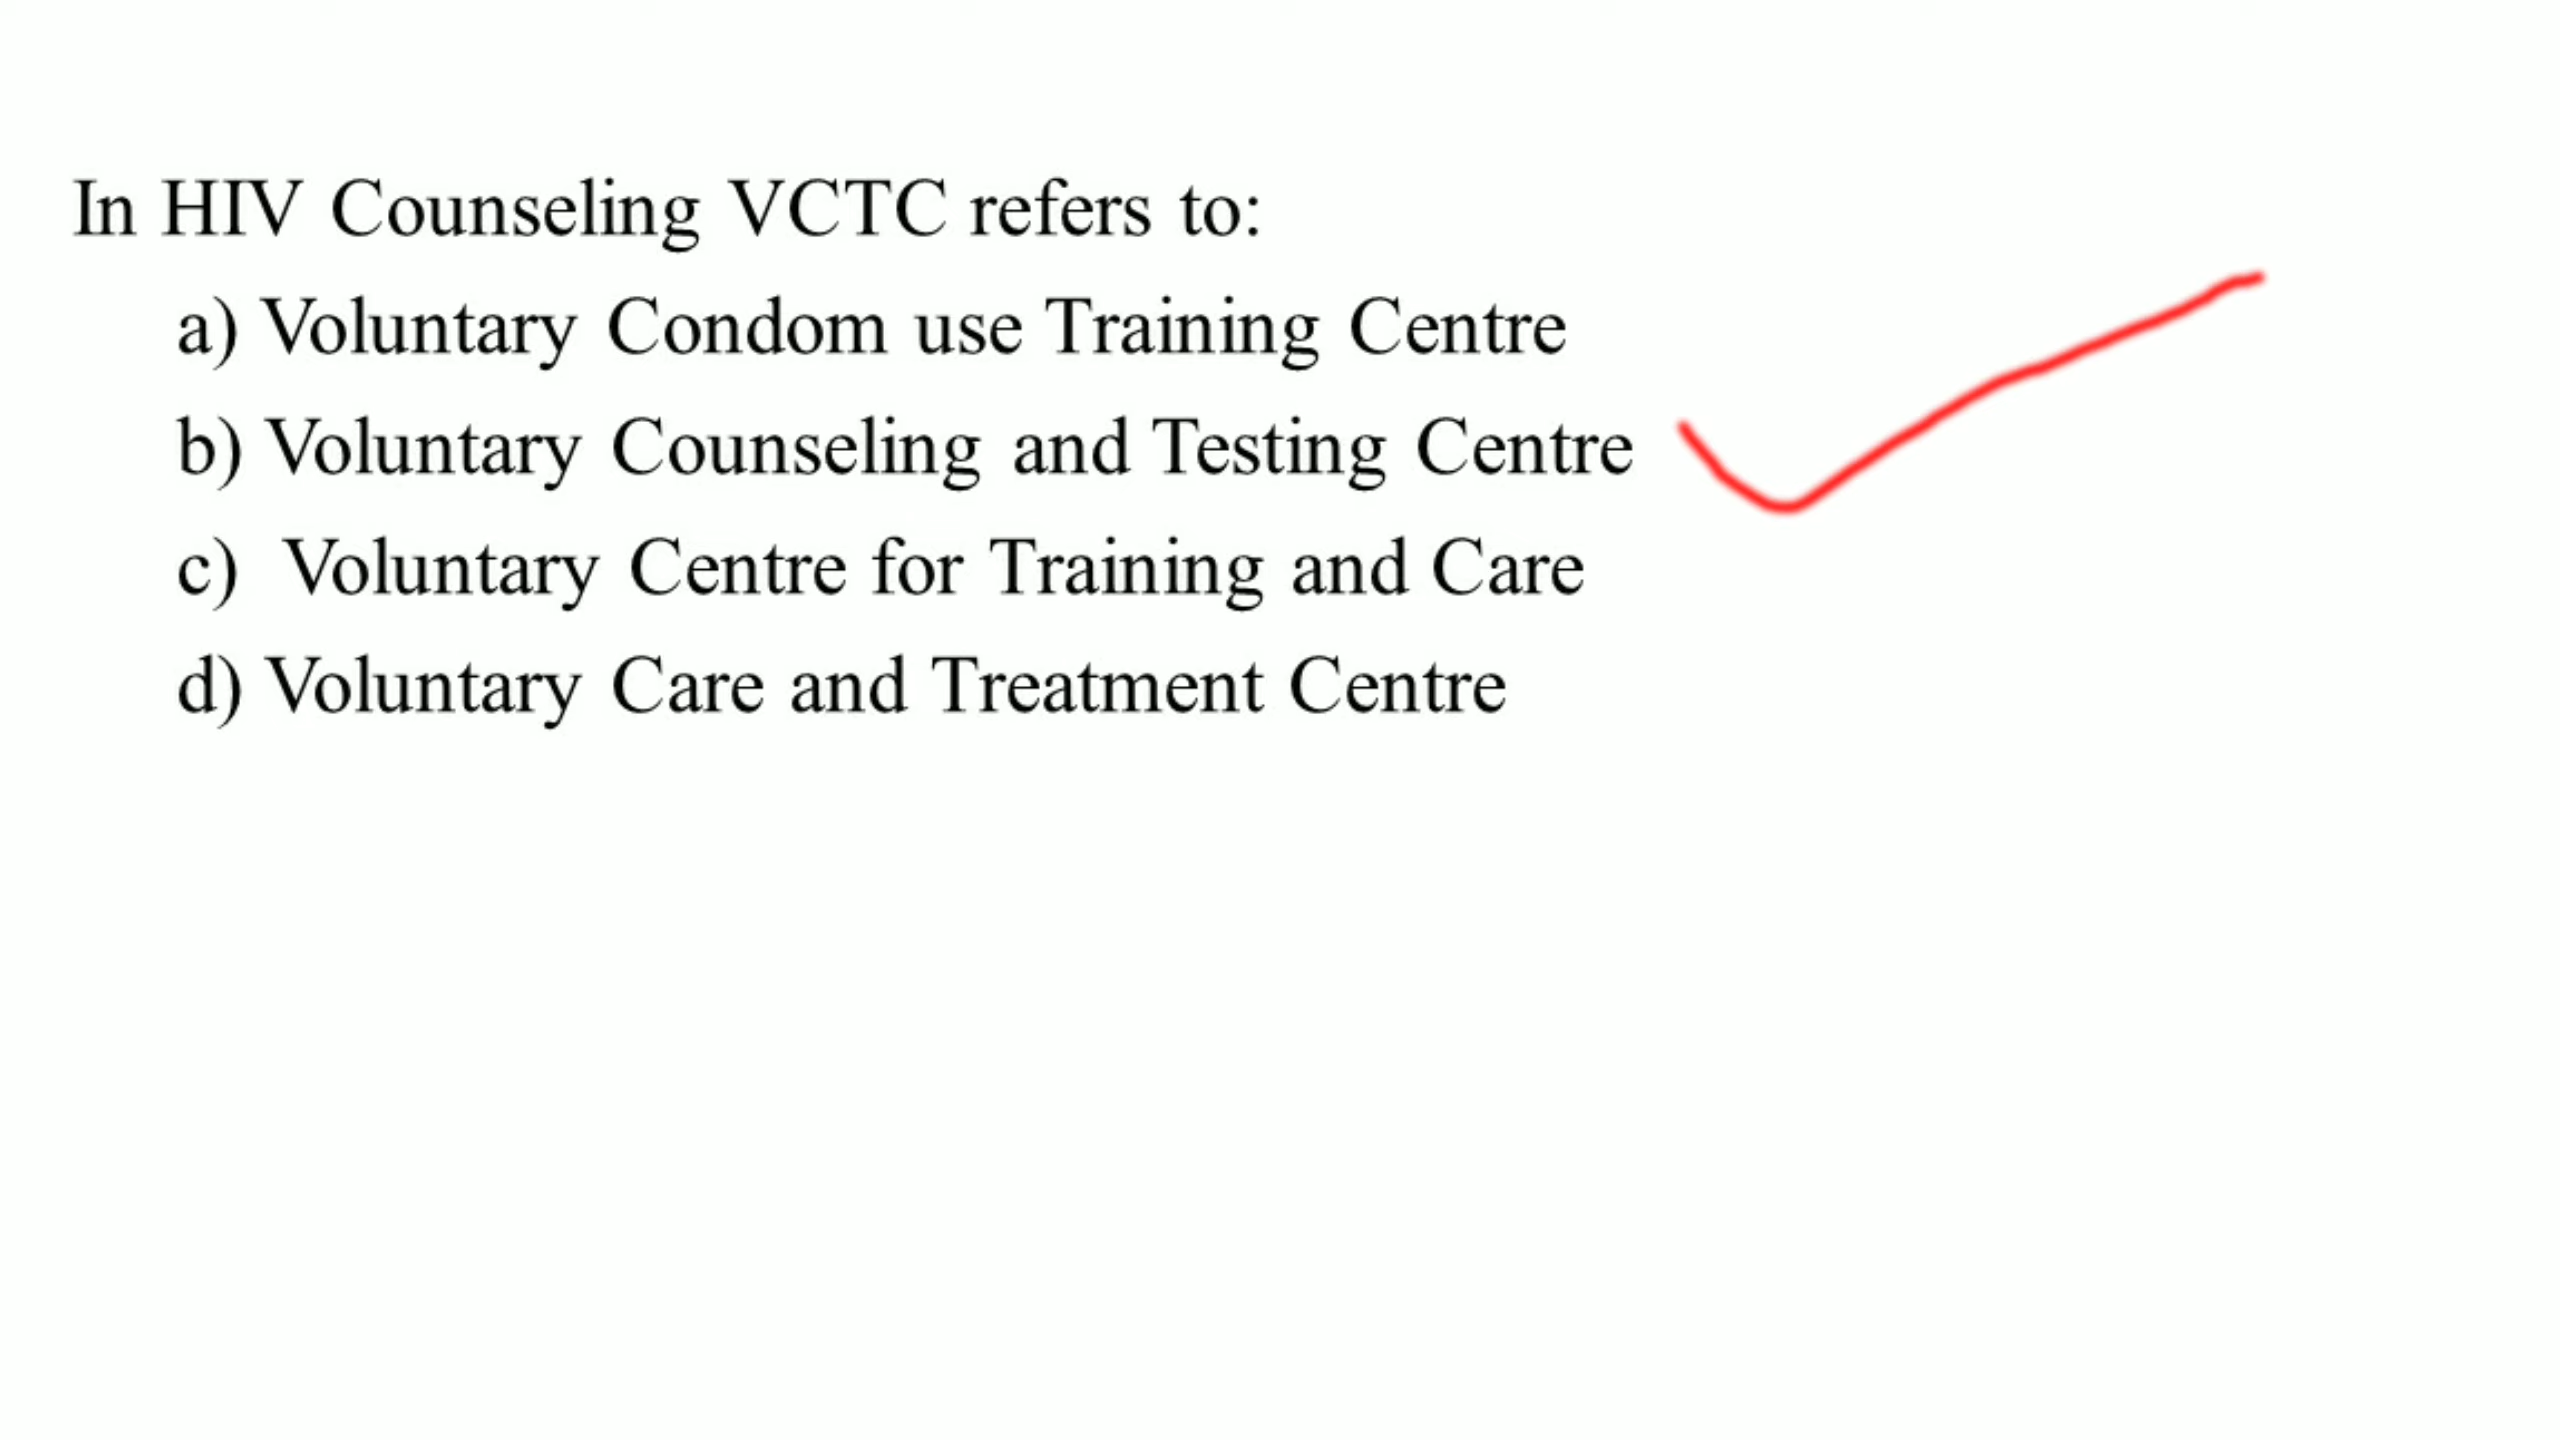 In HIV Counseling VCTC refers to:
a) Voluntary Condom use Training Centre
b) Voluntary Counseling and Testing Centre
c) Voluntary Centre for Training and Care
d) Voluntary Care and Treatment Centre